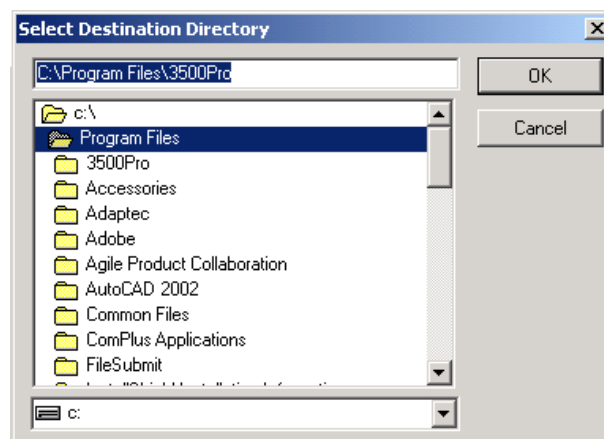 Select Destination Directory
C:\Program Files\3500Pro
OK
Cancel
c:\
Program Files
3500Pro
Accessories
Adaptec
Adobe
Agile Product Collaboration
AutoCAD 2002
Common Files
ComPlus Applications
FileSubmit
c: